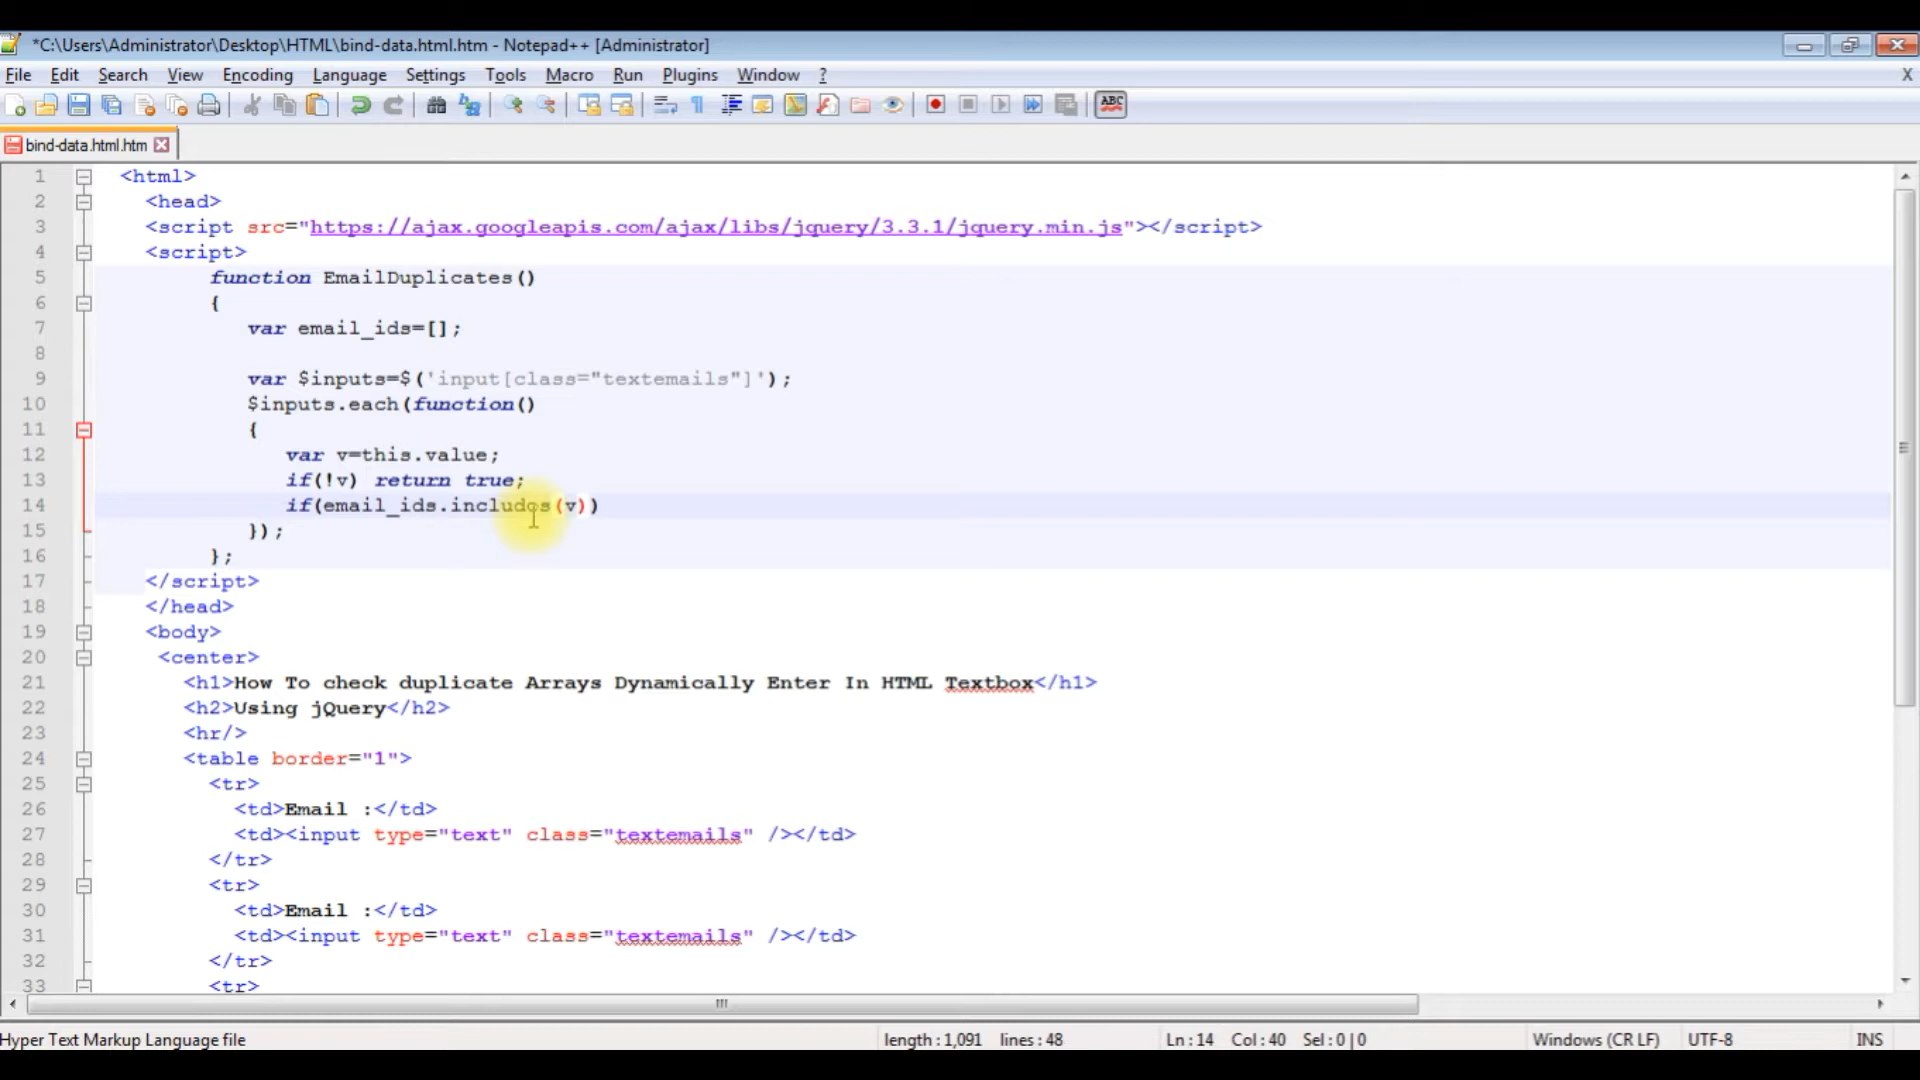 *C:\Users\Administrator\Desktop\HTML\bind-data.html.htm - Notepad++ [Administrator]
File Edit Search View Encoding Language Settings Tools Macro Run Plugins Window ? X
ABC
bind-data.html.htm
1 <html>
2 <head>
3 <script src="https://ajax.googleapis.com/ajax/libs/jquery/3.3.1/jquery.min.js"></script>
4 <script>
5 function EmailDuplicates()
6 {
7 var email_ids=[];
8
9 var $inputs=$('input[class="textemails"]');
10 $inputs.each(function()
11 {
12 var v=this.value;
13 if(!v) return true;
14 if(email_ids.includes(v))
15 });
16 };
17 </script>
18 </head>
19 <body>
20 <center>
21 <h1>How To check duplicate Arrays Dynamically Enter In HTML Textbox</h1>
22 <h2>Using jQuery</h2>
23 <hr/>
24 <table border="1">
25 <tr>
26 <td>Email :</td>
27 <td><input type="text" class="textemails" /></td>
28 </tr>
29 <tr>
30 <td>Email :</td>
31 <td><input type="text" class="textemails" /></td>
32 </tr>
33 <tr>
Hyper Text Markup Language file length : 1,091 lines : 48 Ln : 14 Col : 40 Sel : 0 | 0 Windows (CR LF) UTF-8 INS